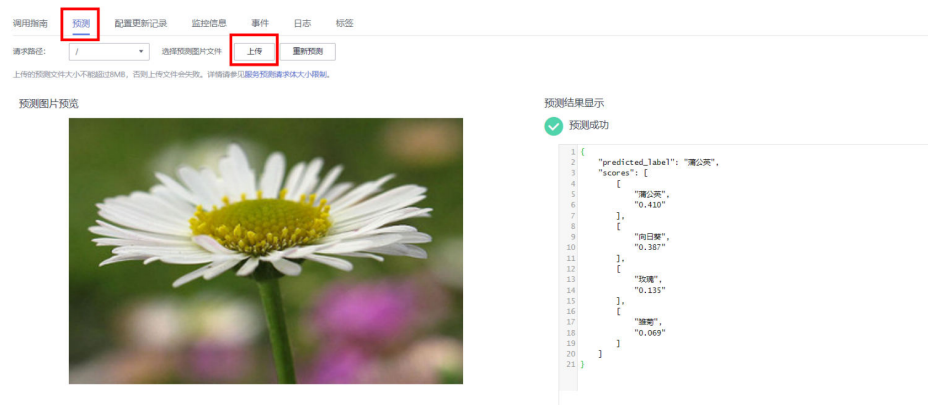 调用指南 预测 配置更新记录 监控信息 事件 日志 标签
请求路径: / 选择预测图片文件 上传 重新预测
上传的预测文件大小不能超过8MB，否则上传文件会失败。详情请参见服务预测请求体大小限制。
预测图片预览
预测结果显示
预测成功
1 {
2 "predicted_label": "蒲公英",
3 "scores": [
4 [
5 "蒲公英",
6 "0.410"
7 ],
8 [
9 "向日葵",
10 "0.387"
11 ],
12 [
13 "玫瑰",
14 "0.135"
15 ],
16 [
17 "雏菊",
18 "0.069"
19 ]
20 ]
21 }